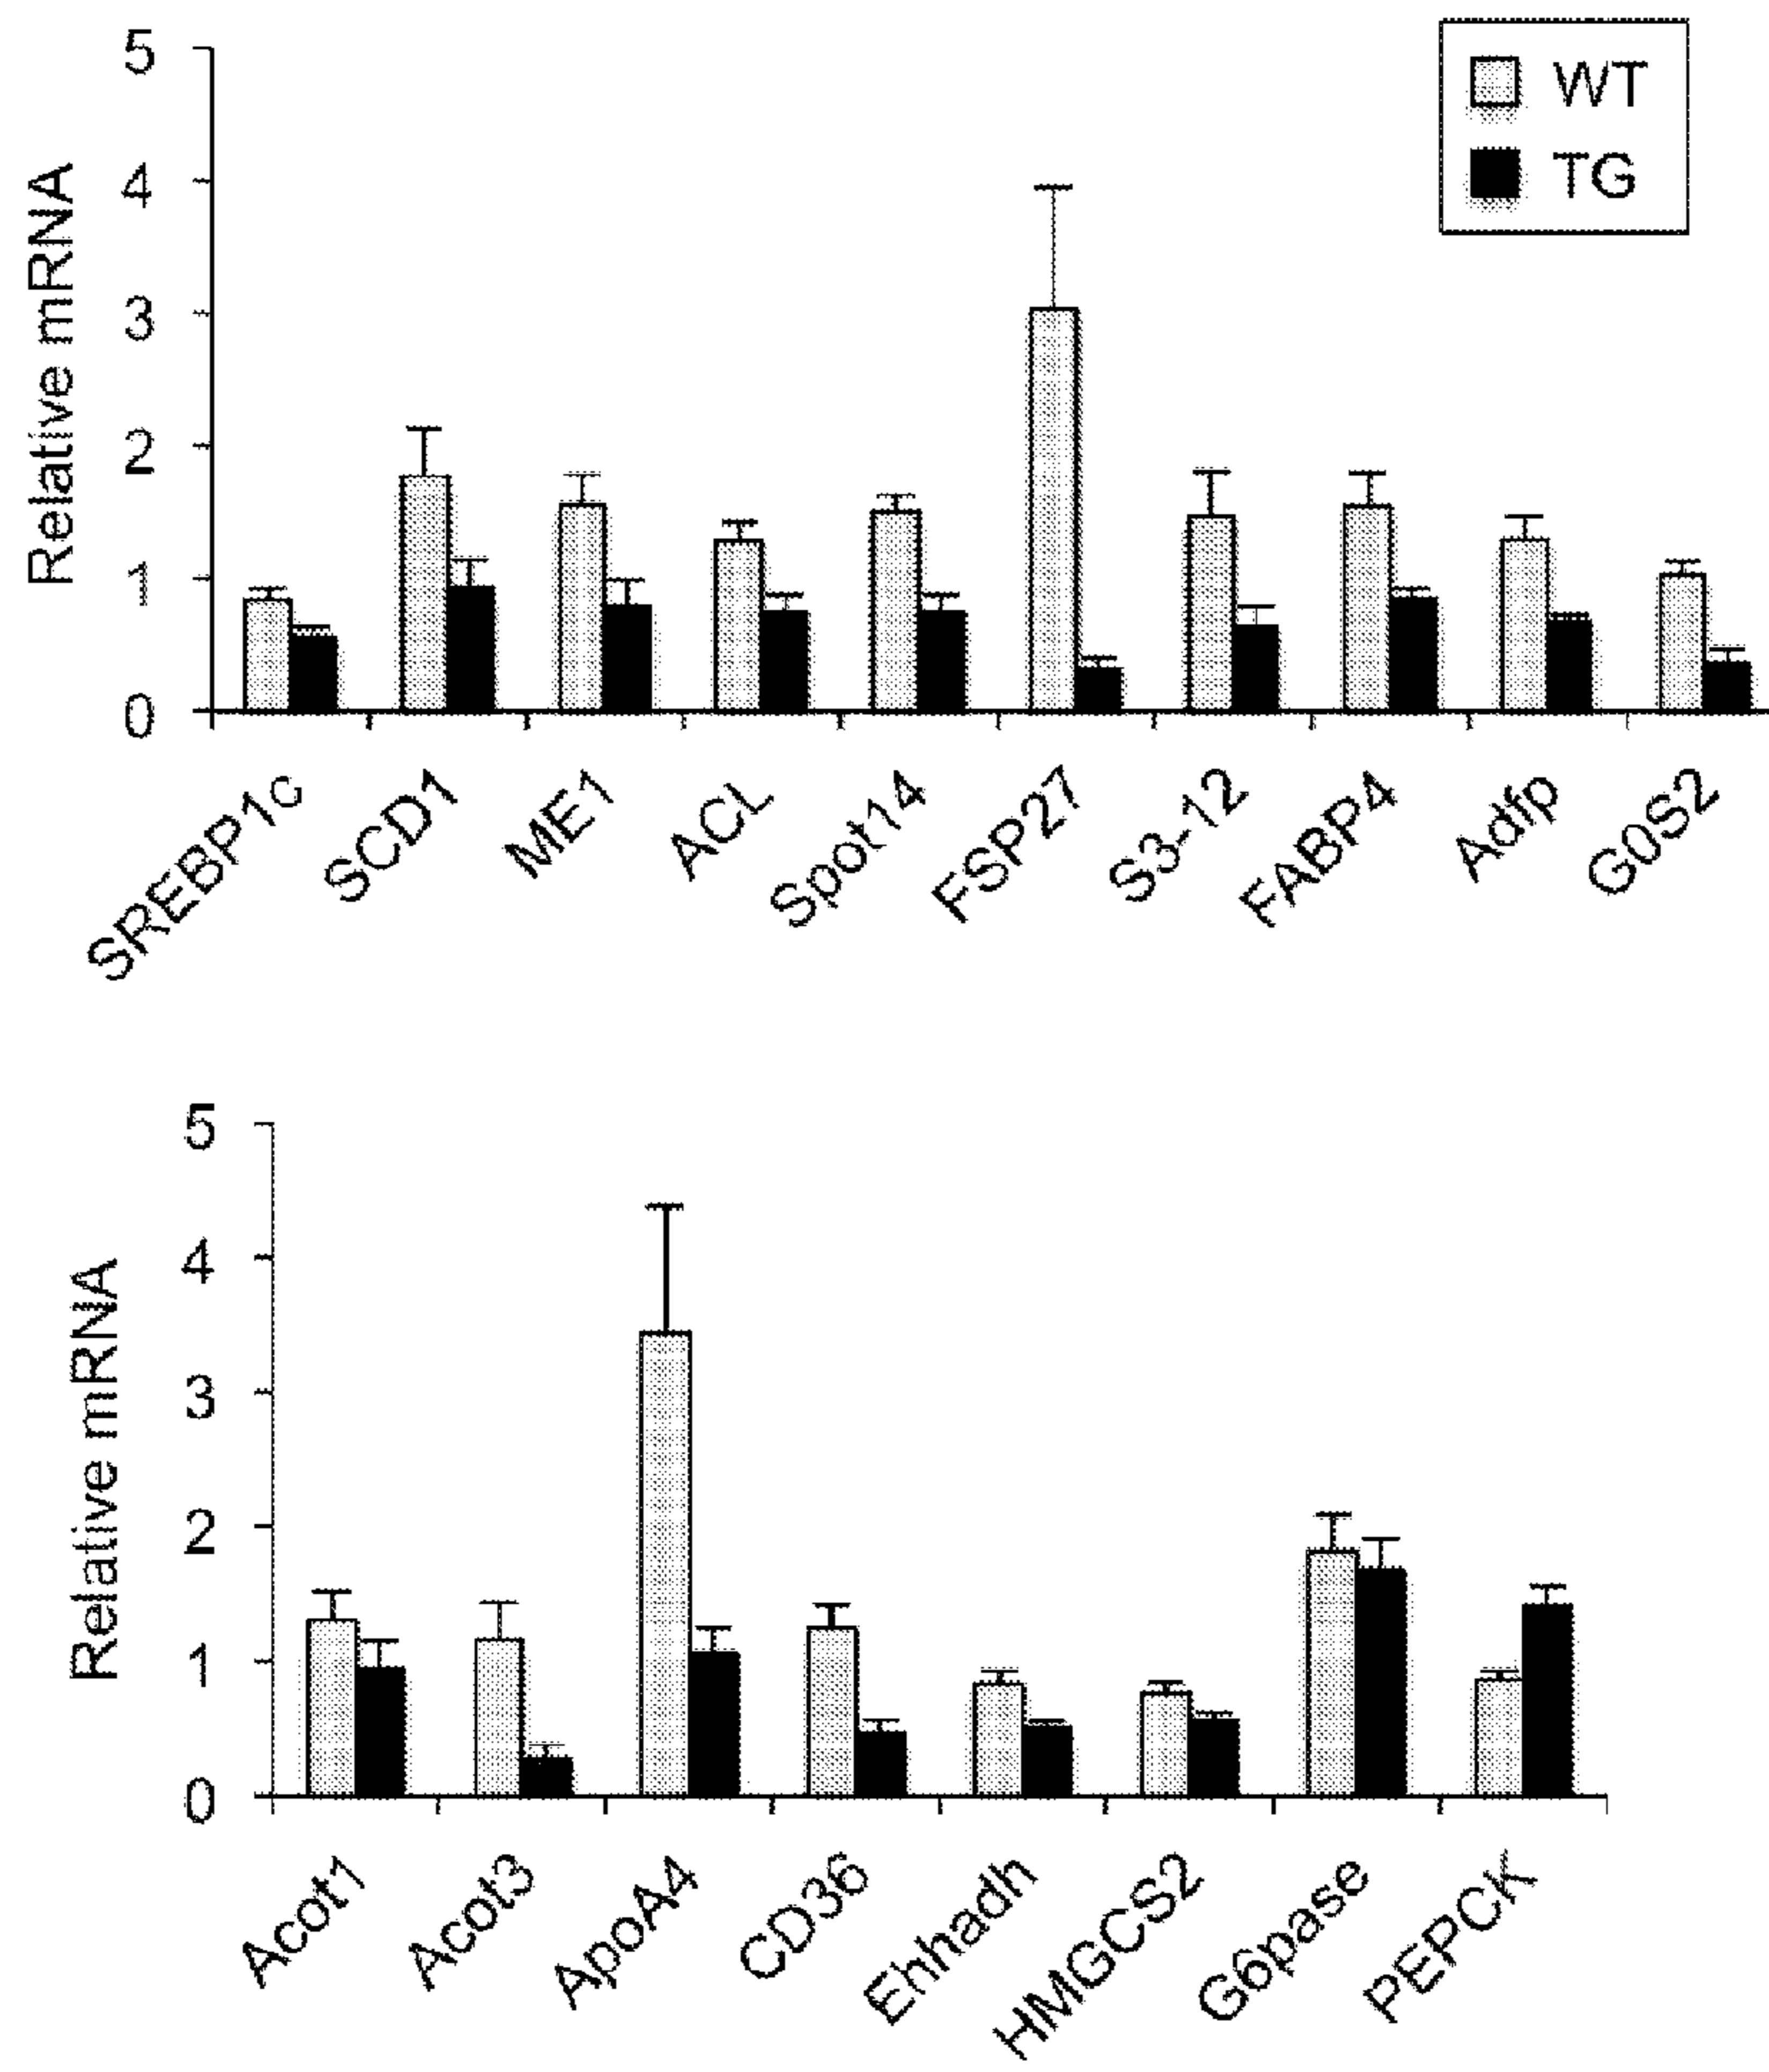 WT
TG
Relative mRNA
5
4
3
2
1
0
SREBP1c
SCD1
ME1
ACL
Spot14
FSP27
S3-12
FABP4
Adfp
G0S2
Relative mRNA
5
4
3
2
1
0
Acot1
Acot3
ApoA4
CD36
Ehhadh
HMGCS2
G6pase
PEPCK